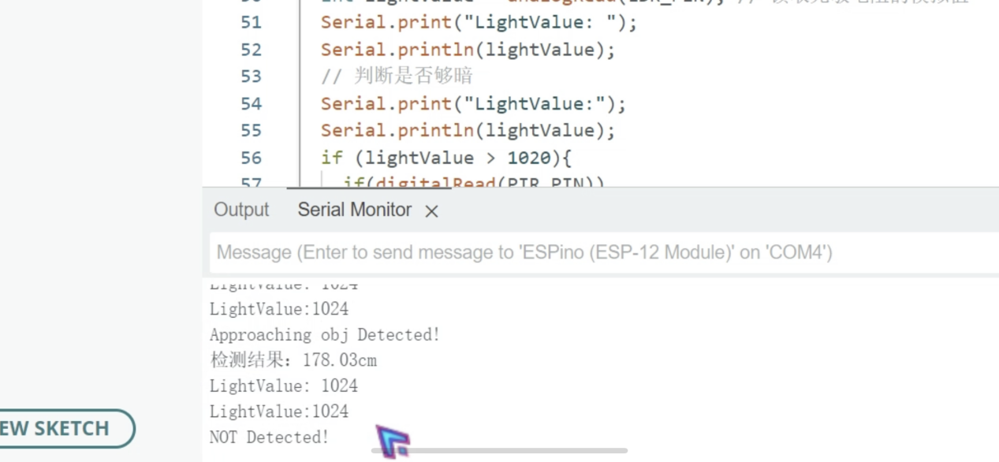 51 Serial.print("LightValue: ");
52 Serial.println(lightValue);
53 // 判断是否够暗
54 Serial.print("LightValue:");
55 Serial.println(lightValue);
56 if (lightValue > 1020){
57 if(digitalRead(PIR_PIN))
Output Serial Monitor ×
Message (Enter to send message to 'ESPino (ESP-12 Module)' on 'COM4')
LightValue: 1024
LightValue:1024
Approaching obj Detected!
检测结果：178.03cm
LightValue: 1024
LightValue:1024
NOT Detected!
EW SKETCH